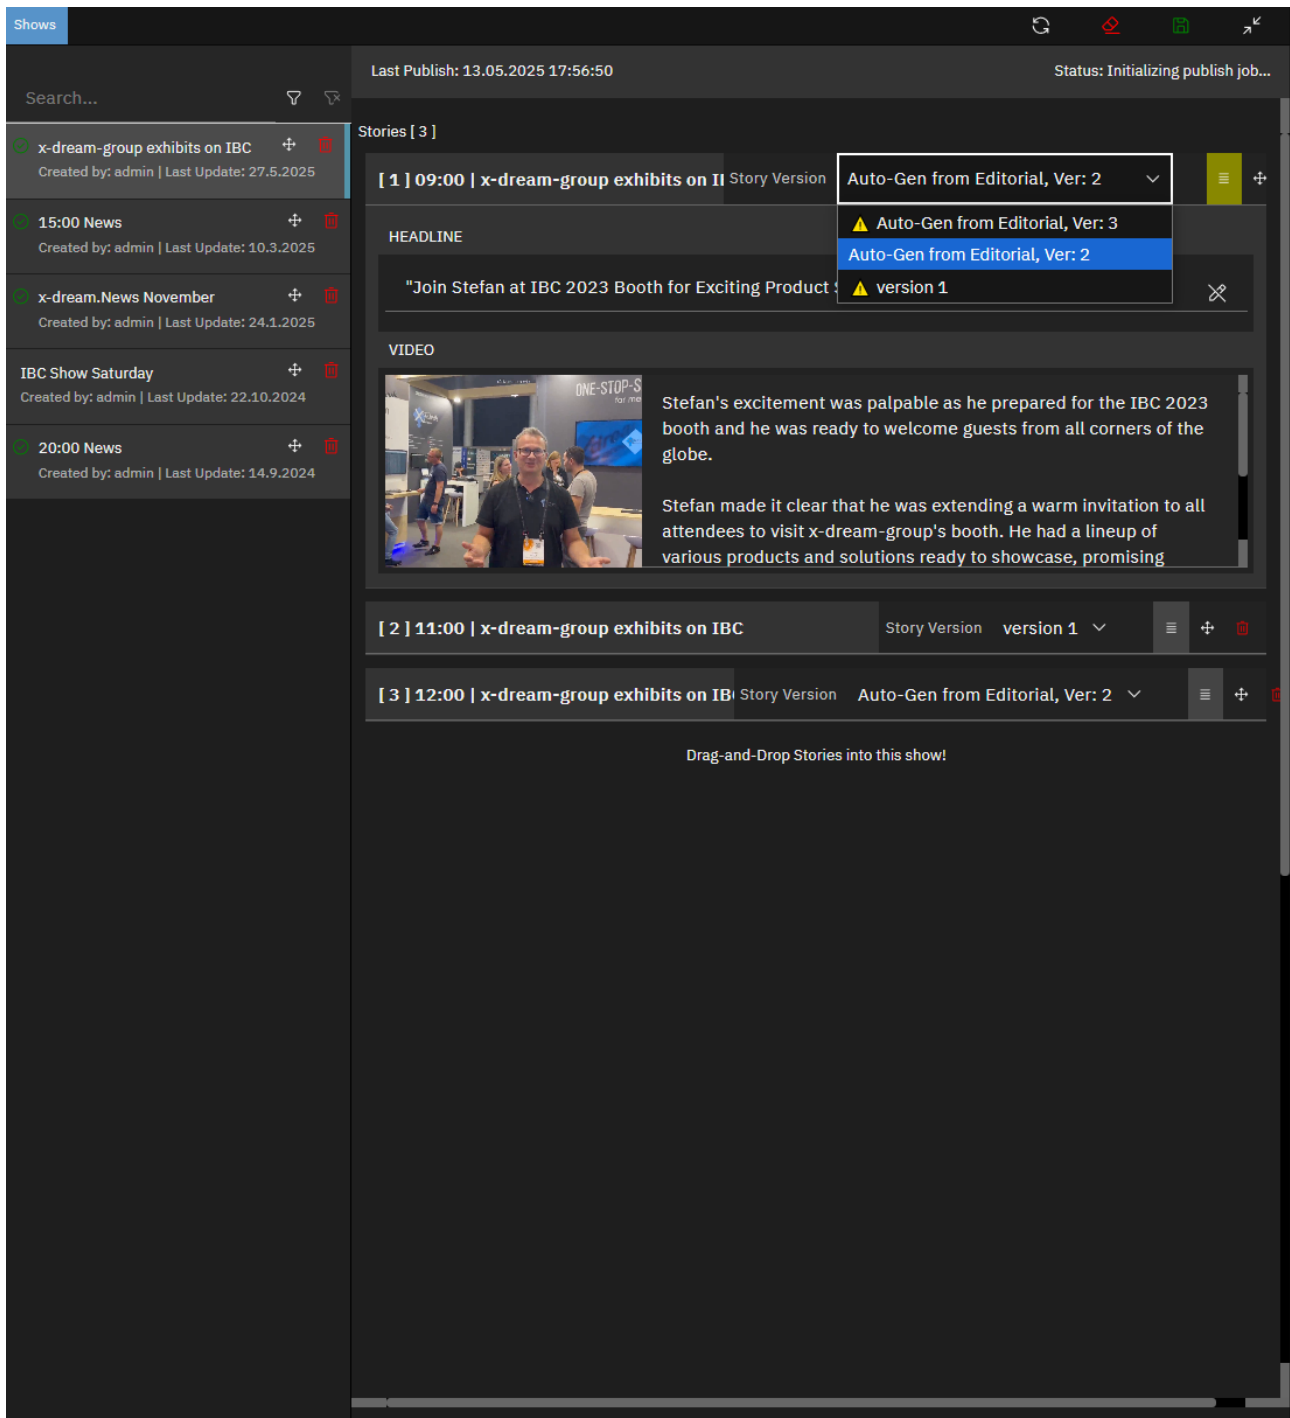 Shows
Last Publish: 13.05.2025 17:56:50
Status: Initializing publish job...
Search...
x-dream-group exhibits on IBC
Created by: admin | Last Update: 27.5.2025
15:00 News
Created by: admin | Last Update: 10.3.2025
x-dream.News November
Created by: admin | Last Update: 24.1.2025
IBC Show Saturday
Created by: admin | Last Update: 22.10.2024
20:00 News
Created by: admin | Last Update: 14.9.2024
Stories [ 3 ]
[ 1 ] 09:00 | x-dream-group exhibits on
Story Version
Auto-Gen from Editorial, Ver: 2
Auto-Gen from Editorial, Ver: 3
Auto-Gen from Editorial, Ver: 2
version 1
HEADLINE
"Join Stefan at IBC 2023 Booth for Exciting Product
VIDEO
ONE-STOP-S
for me
Stefan's excitement was palpable as he prepared for the IBC 2023
booth and he was ready to welcome guests from all corners of the
globe.
Stefan made it clear that he was extending a warm invitation to all
attendees to visit x-dream-group's booth. He had a lineup of
various products and solutions ready to showcase, promising
[ 2 ] 11:00 | x-dream-group exhibits on IBC
Story Version
version 1
[ 3 ] 12:00 | x-dream-group exhibits on IB
Story Version
Auto-Gen from Editorial, Ver: 2
Drag-and-Drop Stories into this show!